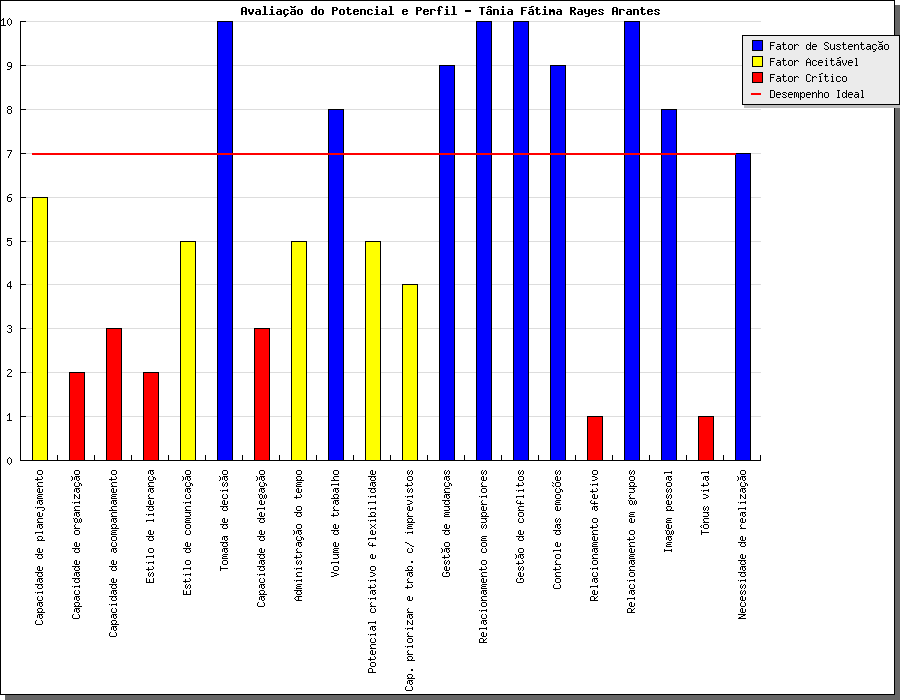 Avaliação do Potencial e Perfil - Tânia Fátima Rayes Arantes
Fator de Sustentação
Fator Aceitável
Fator Crítico
Desempenho Ideal
10
9
8
7
6
5
4
3
2
1
0
Capacidade de planejamento
Capacidade de organização
Capacidade de acompanhamento
Estilo de liderança
Estilo de comunicação
Tomada de decisão
Capacidade de delegação
Administração do tempo
Volume de trabalho
Potencial criativo e flexibilidade
Cap. priorizar e trab. c/ imprevistos
Gestão de mudanças
Relacionamento com superiores
Gestão de conflitos
Controle das emoções
Relacionamento afetivo
Relacionamento em grupos
Imagem pessoal
Tônus vital
Necessidade de realização